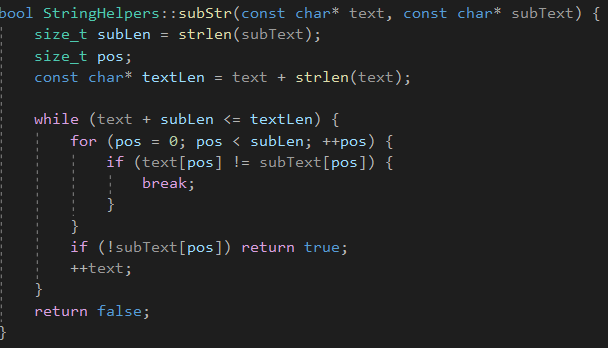 bool StringHelpers::subStr(const char* text, const char* subText) {
    size_t subLen = strlen(subText);
    size_t pos;
    const char* textLen = text + strlen(text);

    while (text + subLen <= textLen) {
        for (pos = 0; pos < subLen; ++pos) {
            if (text[pos] != subText[pos]) {
                break;
            }
        }
        if (!subText[pos]) return true;
        ++text;
    }
    return false;
}